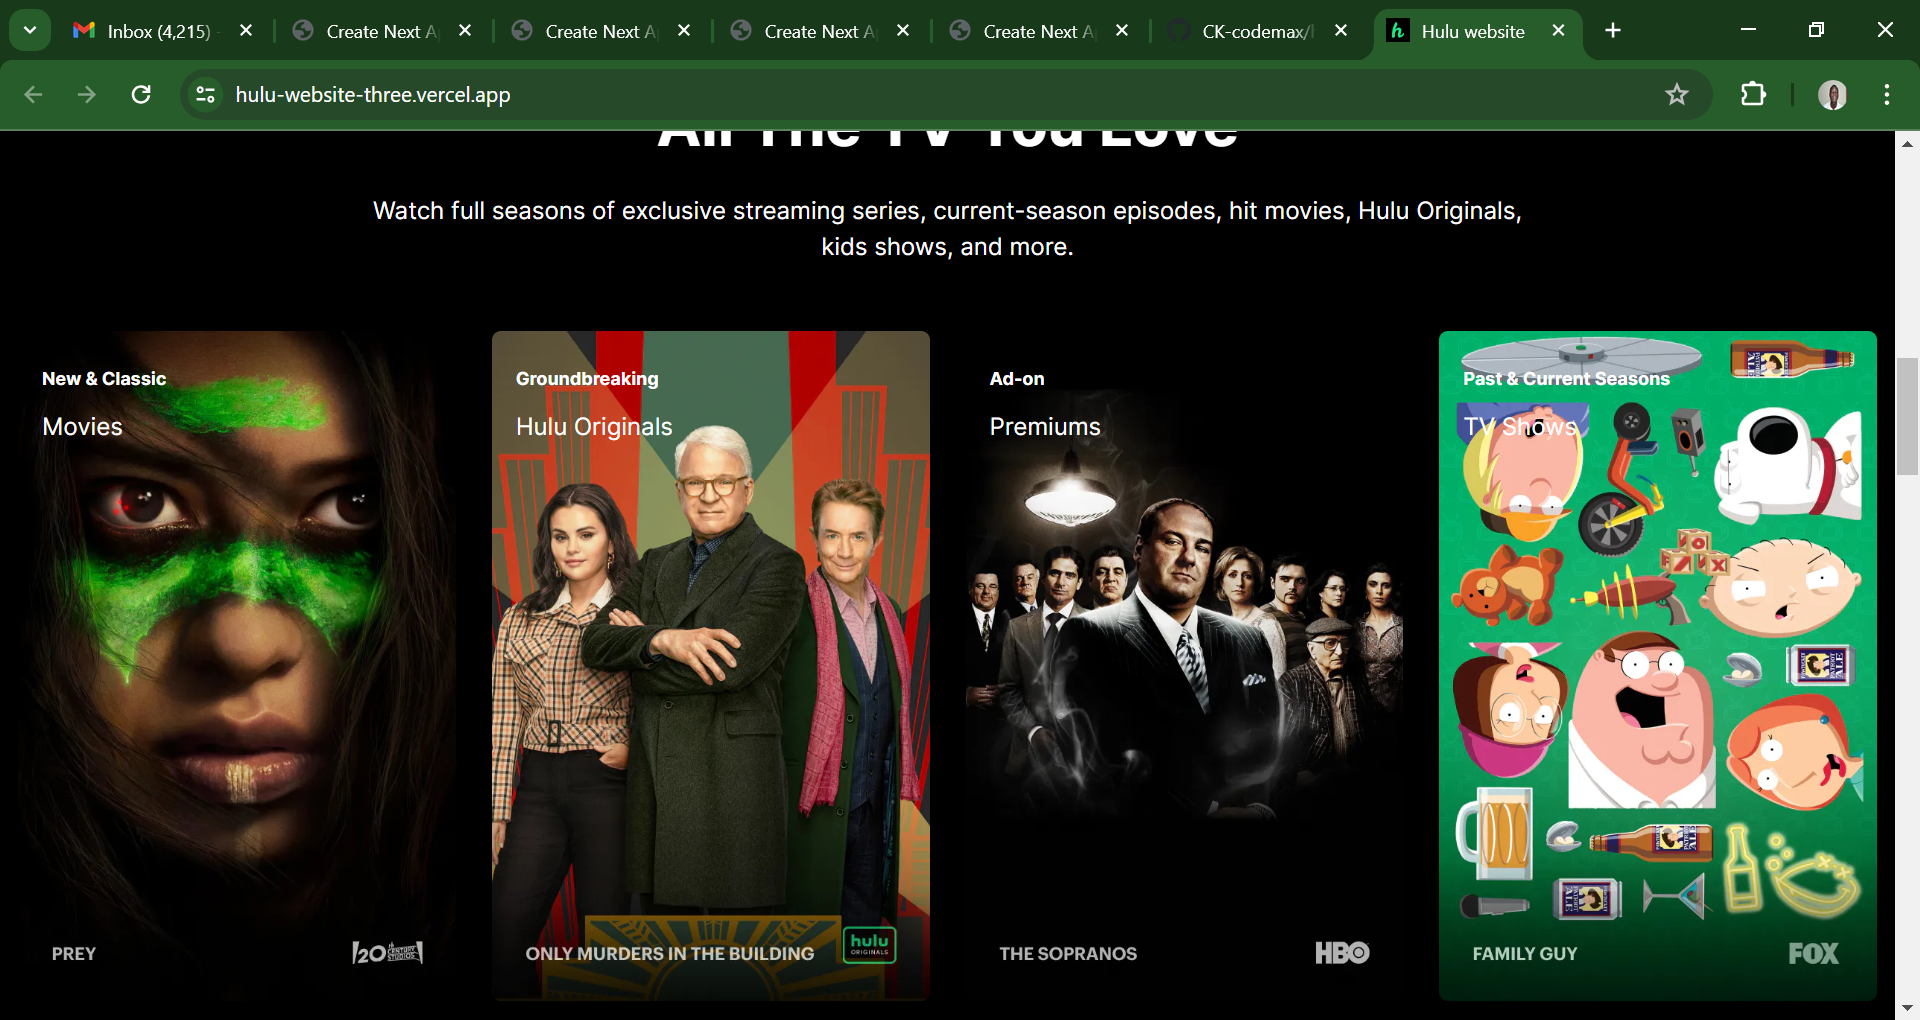 Inbox (4,215)
Create Next A
Create Next A
Create Next A
Create Next A
CK-codemax/h
Hulu website
hulu-website-three.vercel.app
All The TV You Love
Watch full seasons of exclusive streaming series, current-season episodes, hit movies, Hulu Originals,
kids shows, and more.
New & Classic
Movies
PREY
20TH CENTURY STUDIOS
Groundbreaking
Hulu Originals
ONLY MURDERS IN THE BUILDING
hulu
ORIGINALS
Ad-on
Premiums
THE SOPRANOS
HBO
Past & Current Seasons
TV Shows
FAMILY GUY
FOX